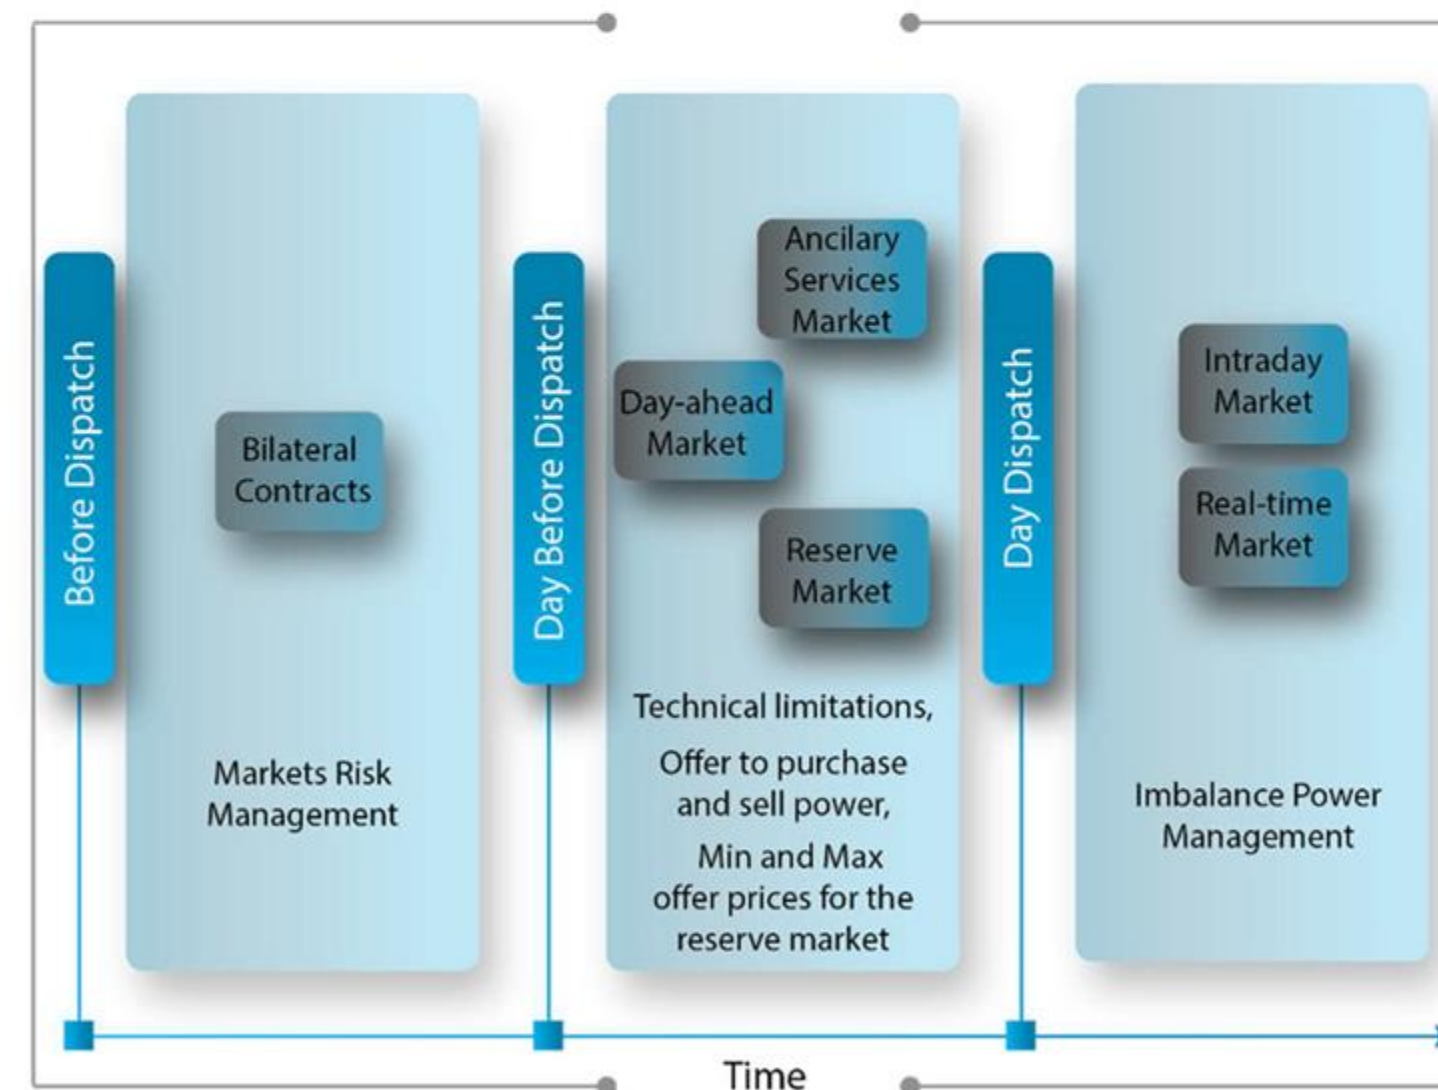 Before Dispatch
Bilateral
Contracts
Markets Risk
Management
Day Before Dispatch
Ancilary
Services
Market
Day-ahead
Market
Reserve
Market
Technical limitations,
Offer to purchase
and sell power,
Min and Max
offer prices for the
reserve market
Day Dispatch
Intraday
Market
Real-time
Market
Imbalance Power
Management
Time